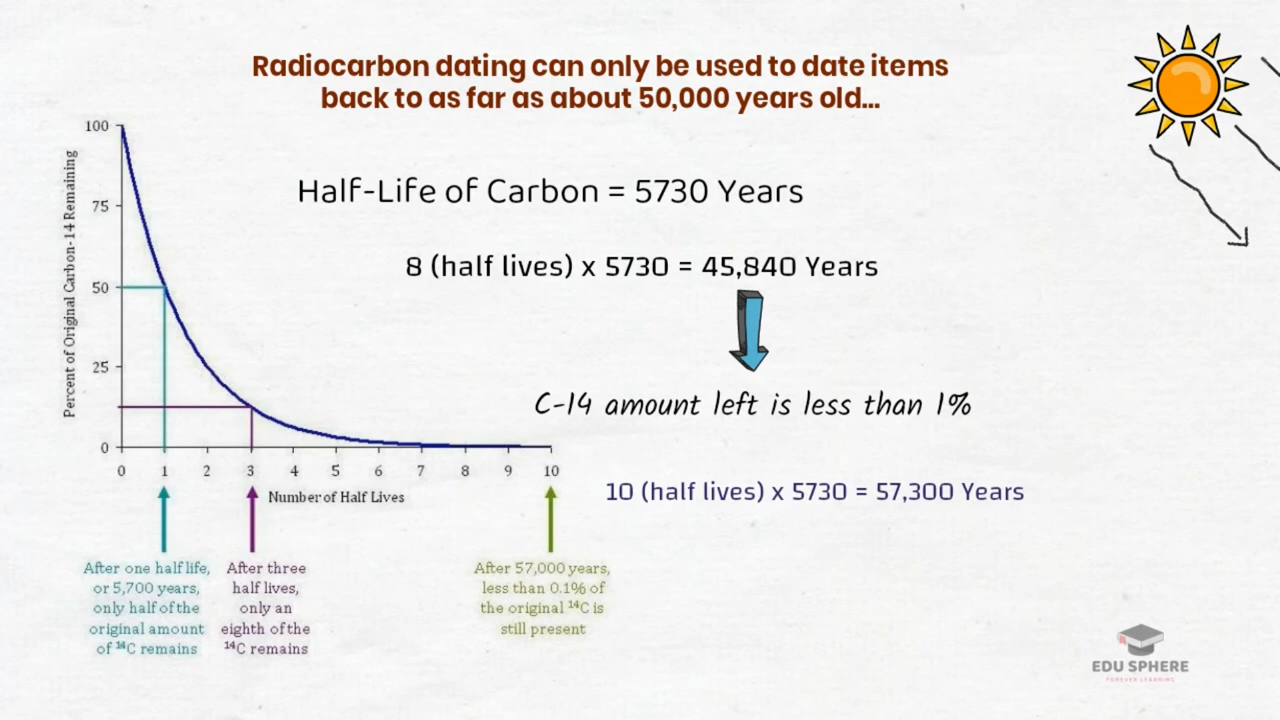 Radiocarbon dating can only be used to date items
back to as far as about 50,000 years old...
Half-Life of Carbon = 5730 Years
8 (half lives) x 5730 = 45,840 Years
C-14 amount left is less than 1%
10 (half lives) x 5730 = 57,300 Years
Percent of Original Carbon-14 Remaining
100
75
50
25
0
0 1 2 3 4 5 6 7 8 9 10
Number of Half Lives
After one half life,
or 5,700 years,
only half of the
original amount
of ¹⁴C remains
After three
half lives,
only an
eighth of the
¹⁴C remains
After 57,000 years,
less than 0.1% of
the original ¹⁴C is
still present
EDU SPHERE
FOREVER LEARNING